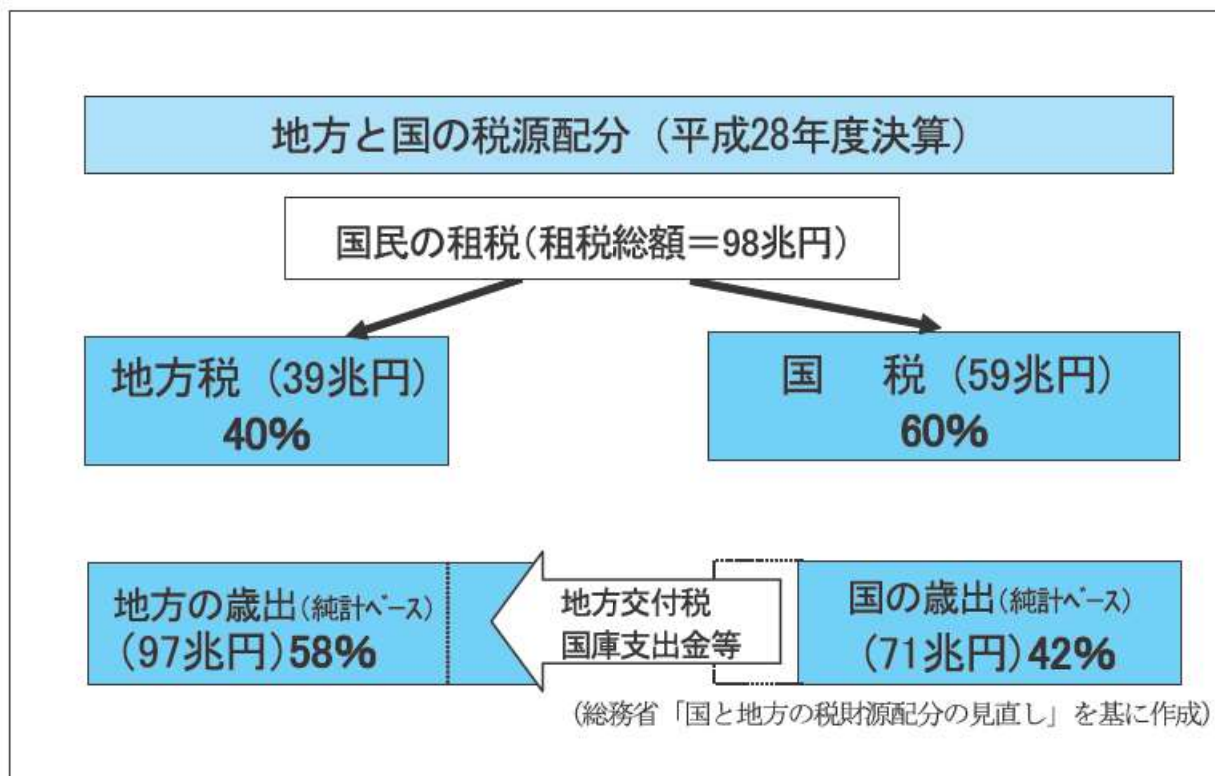 地方と国の税源配分（平成28年度決算）
国民の租税（租税総額＝98兆円）
地方税（39兆円）
40%
国　税（59兆円）
60%
地方の歳出（純計ﾍﾞｰｽ）
（97兆円）58%
地方交付税
国庫支出金等
国の歳出（純計ﾍﾞｰｽ）
（71兆円）42%
（総務省「国と地方の税財源配分の見直し」を基に作成）